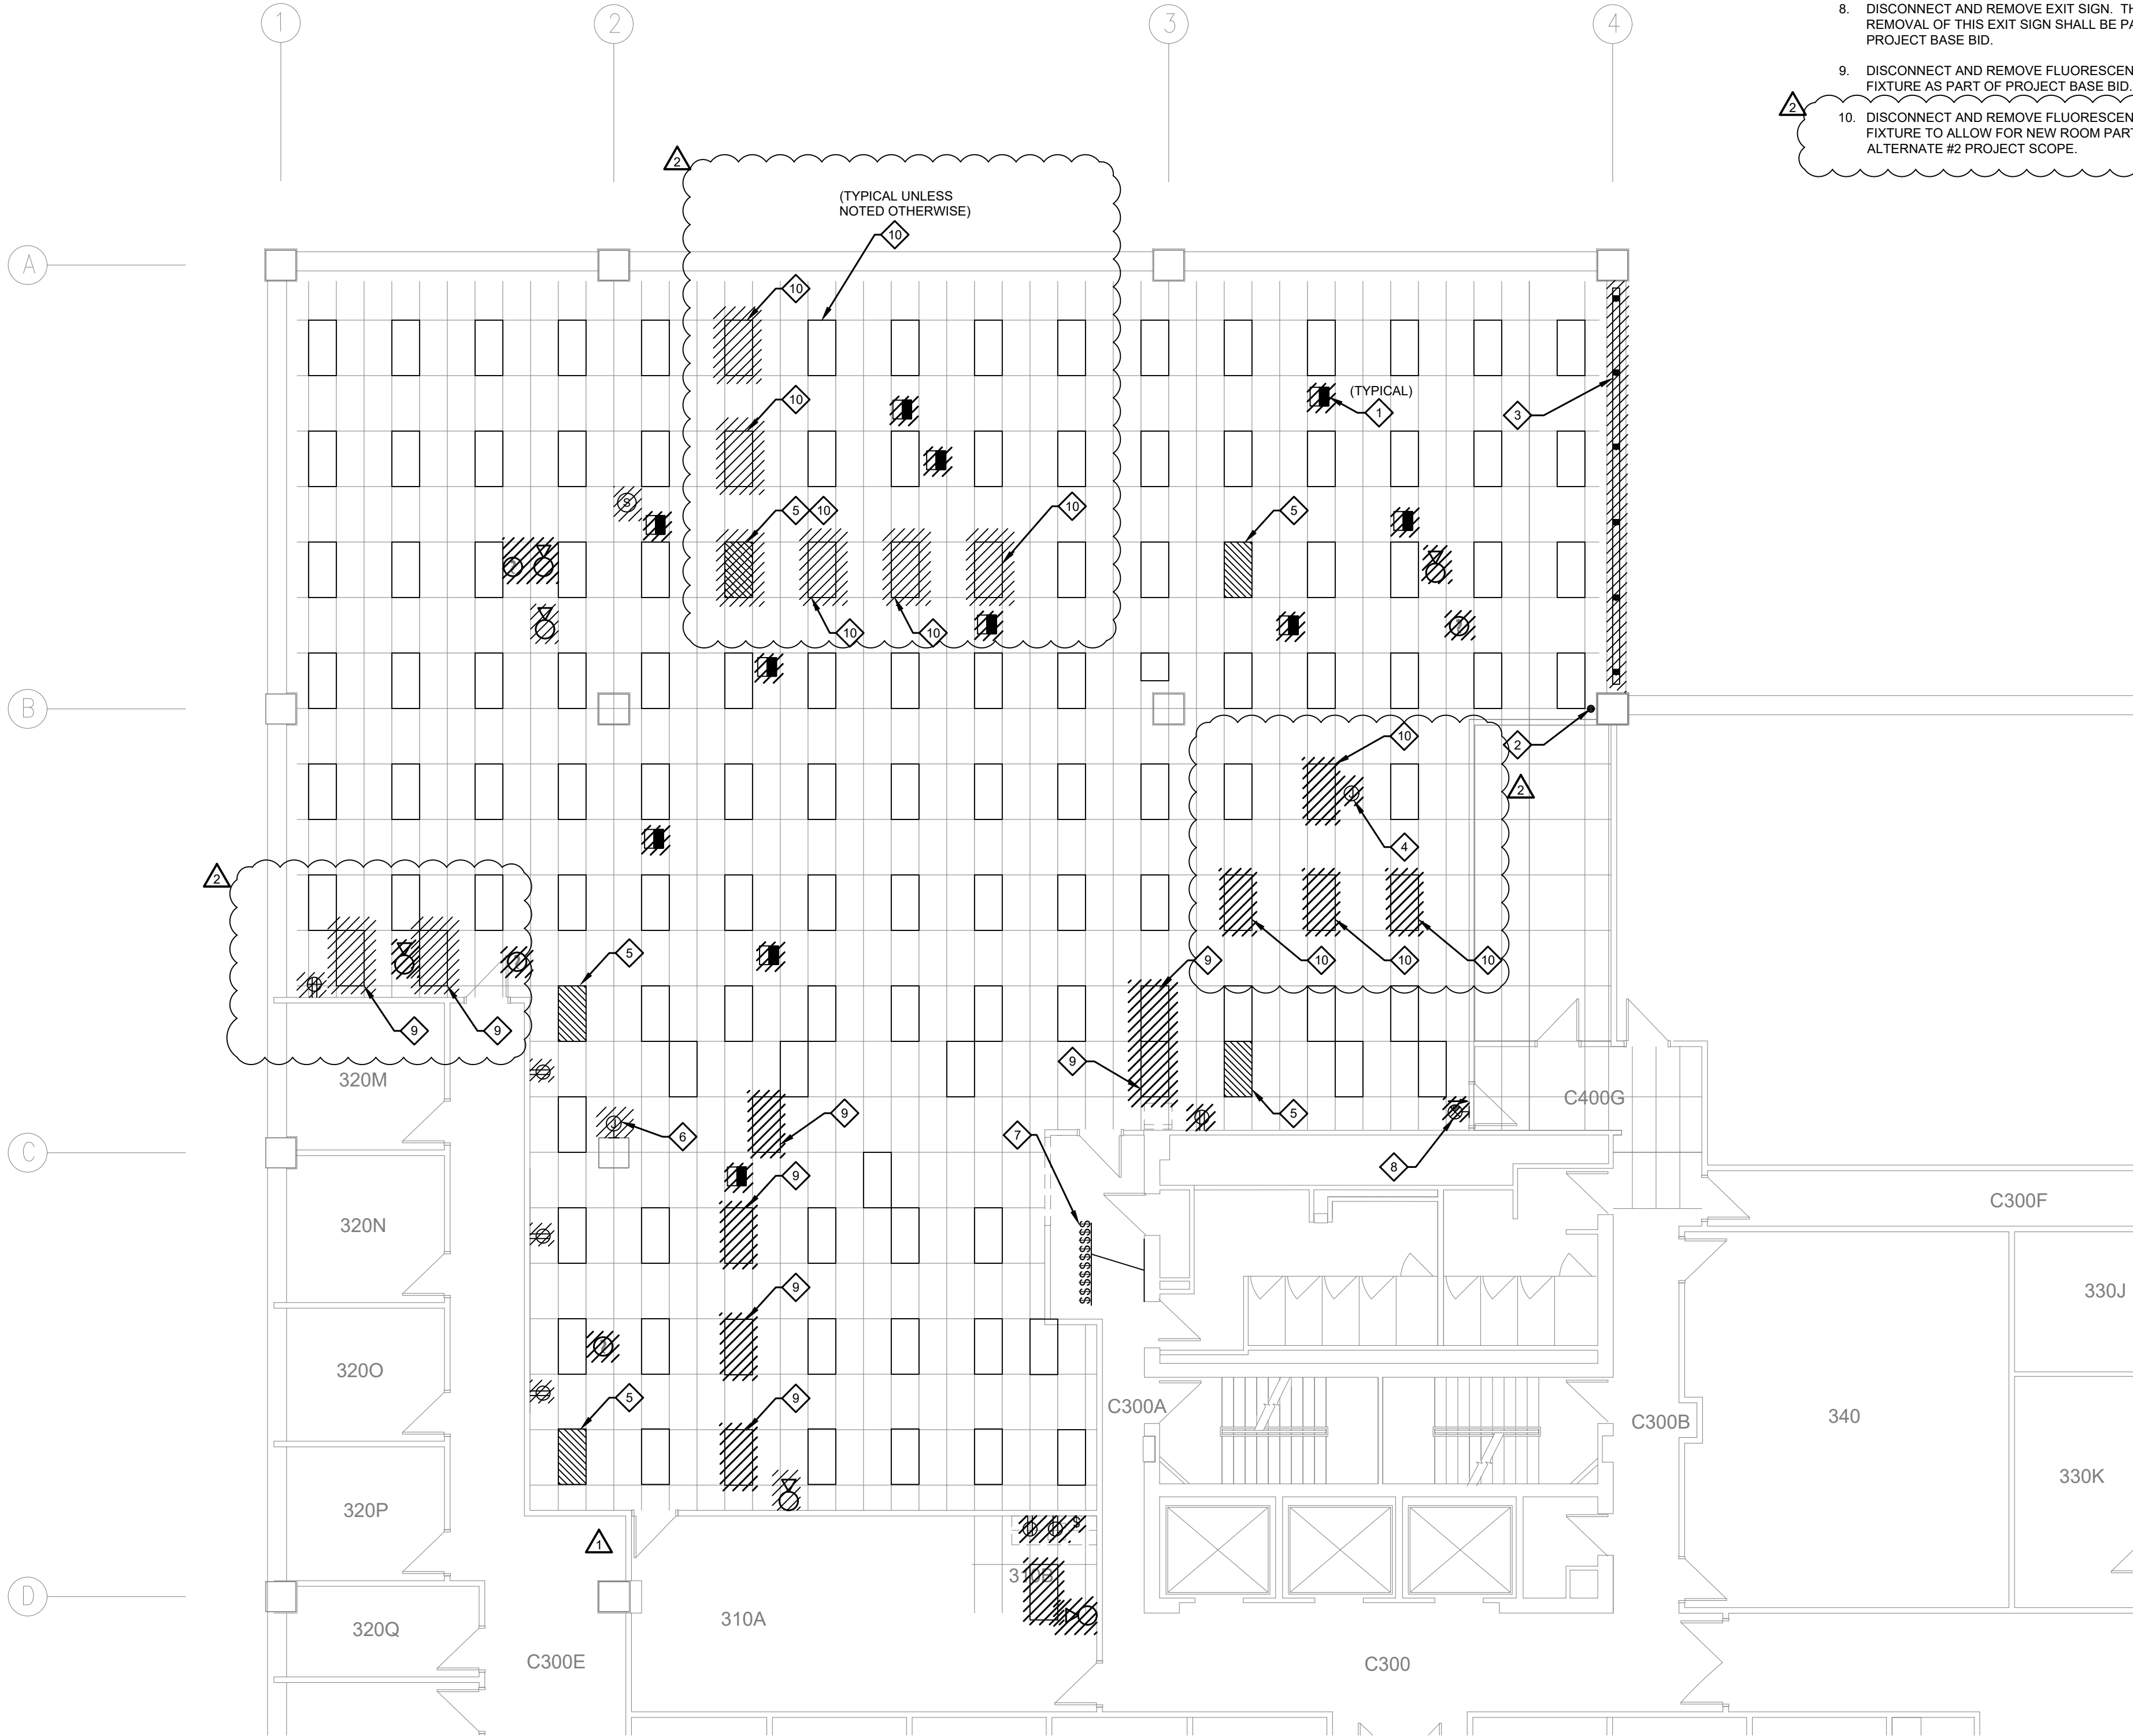 1
2
3
4
8. DISCONNECT AND REMOVE EXIT SIGN. TH
REMOVAL OF THIS EXIT SIGN SHALL BE PA
PROJECT BASE BID.
9. DISCONNECT AND REMOVE FLUORESCEN
FIXTURE AS PART OF PROJECT BASE BID.
2
10. DISCONNECT AND REMOVE FLUORESCEN
FIXTURE TO ALLOW FOR NEW ROOM PART
ALTERNATE #2 PROJECT SCOPE.
2
(TYPICAL UNLESS
NOTED OTHERWISE)
10
A
10
(TYPICAL)
1
3
10
S
5
10
10
5
10
10
B
10
2
2
4
2
5
9
10
10
10
9
9
9
5
320M
C400G
J
6
9
7
8
C
9
320N
C300F
$$$$$$$$$
9
330J
320O
5
9
C300A
C300B
340
330K
320P
1
$
D
310B
310A
320Q
C300E
C300